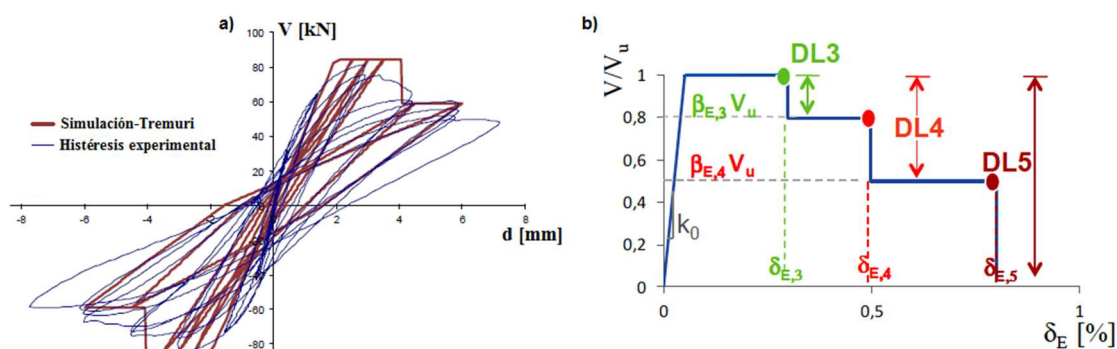 a)
V [kN]
100
80
60
40
20
0
-20
-40
-60
-80
-8
-6
-4
-2
0
2
4
6
8
d [mm]
Simulación-Tremuri
Histéresis experimental
b)
V/Vu
1
0,8
0,6
0,4
0,2
0
0
0,5
1
δE [%]
DL3
βE,3 Vu
DL4
βE,4 Vu
DL5
k0
δE,3
δE,4
δE,5